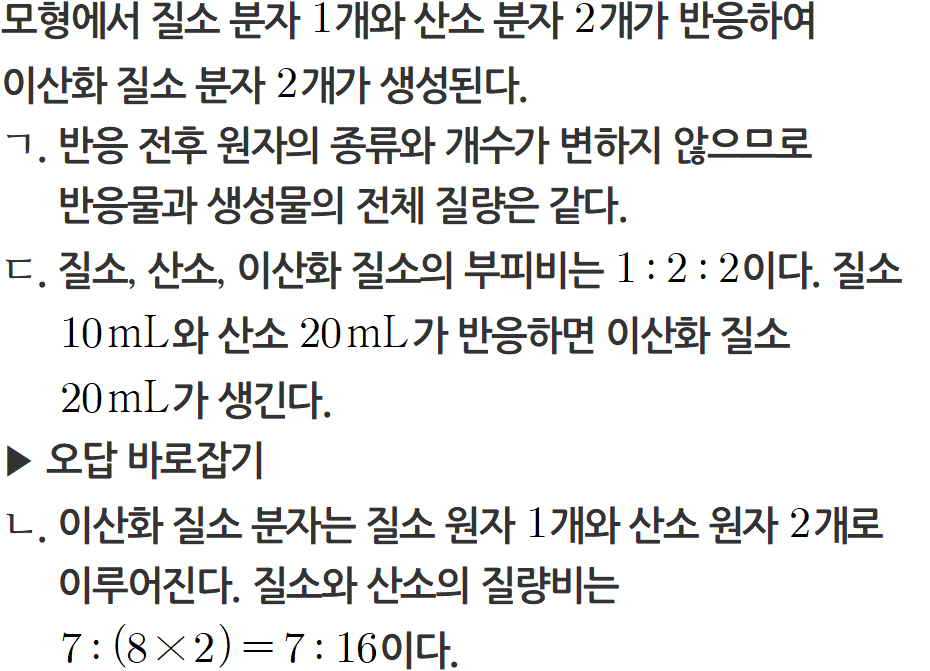 모형에서 질소 분자 1개와 산소 분자 2개가 반응하여
이산화 질소 분자 2개가 생성된다.
ㄱ. 반응 전후 원자의 종류와 개수가 변하지 않으므로
반응물과 생성물의 전체 질량은 같다.
ㄷ. 질소, 산소, 이산화 질소의 부피비는 1 : 2 : 2이다. 질소
10 mL와 산소 20 mL가 반응하면 이산화 질소
20 mL가 생긴다.
▶ 오답 바로잡기
ㄴ. 이산화 질소 분자는 질소 원자 1개와 산소 원자 2개로
이루어진다. 질소와 산소의 질량비는
7 : (8×2) = 7 : 16이다.